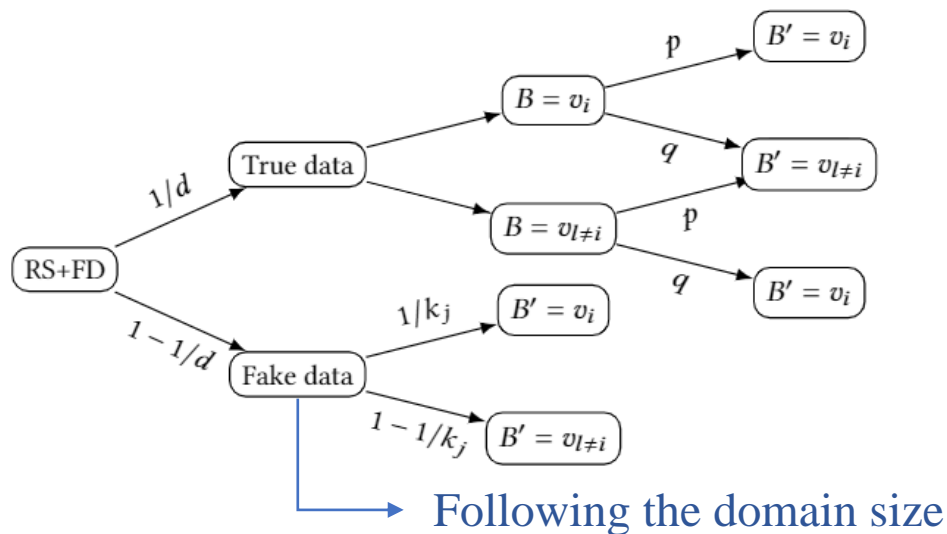 p
B′ = v_i
B = v_i
q
B′ = v_{l≠i}
True data
1/d
p
B = v_{l≠i}
q
B′ = v_i
RS+FD
1/k_j
B′ = v_i
1 − 1/d
Fake data
1 − 1/k_j
B′ = v_{l≠i}
Following the domain size